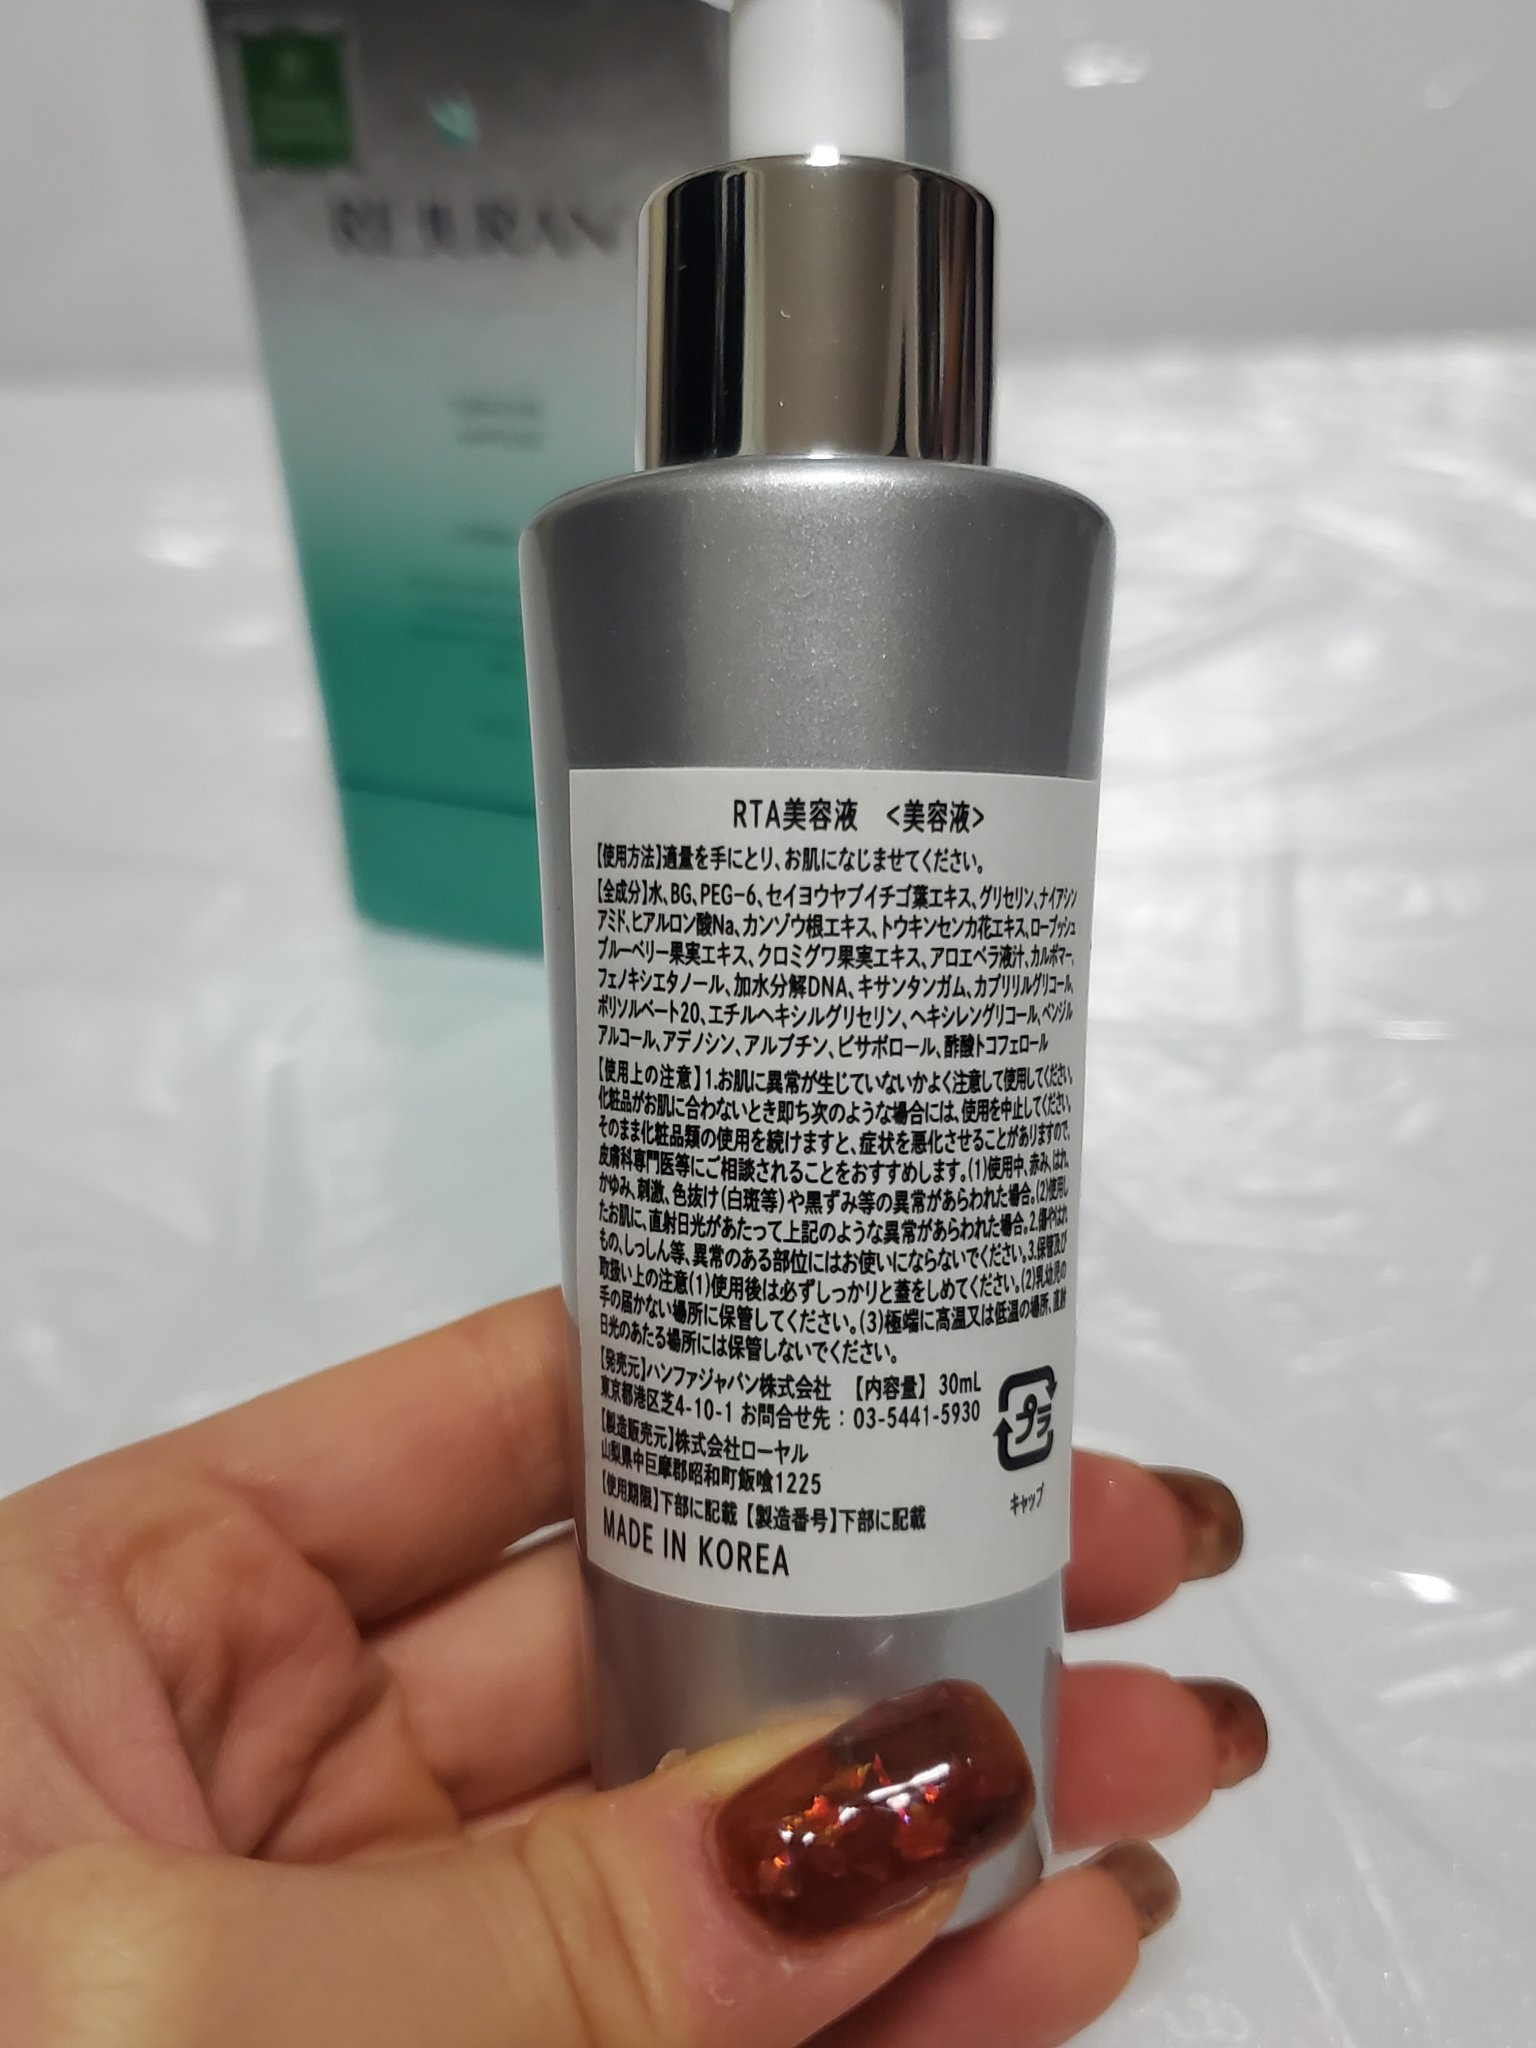 REJURAN
RTA美容液 <美容液>
【使用方法】適量を手にとり、お肌になじませてください。
【全成分】水、BG、PEG-6、セイヨウヤブイチゴ葉エキス、グリセリン、ナイアシン
アミド、ヒアルロン酸Na、カンゾウ根エキス、トウキンセンカ花エキス、ローブッシュ
ブルーベリー果実エキス、クロミグワ果実エキス、アロエベラ液汁、カルボマー、
フェノキシエタノール、加水分解DNA、キサンタンガム、カプリリルグリコール、
ポリソルベート20、エチルヘキシルグリセリン、ヘキシレングリコール、ベンジル
アルコール、アデノシン、アルブチン、ビサボロール、酢酸トコフェロール
【使用上の注意】1.お肌に異常が生じていないかよく注意して使用してください。
化粧品がお肌に合わないとき即ち次のような場合には、使用を中止してください。
そのまま化粧品類の使用を続けますと、症状を悪化させることがありますので、
皮膚科専門医等にご相談されることをおすすめします。(1)使用中、赤み、はれ、
かゆみ、刺激、色抜け(白斑等)や黒ずみ等の異常があらわれた場合。(2)使用し
たお肌に、直射日光があたって上記のような異常があらわれた場合。2.傷やはれ
もの、しっしん等、異常のある部位にはお使いにならないでください。3.保管及び
取扱い上の注意(1)使用後は必ずしっかりと蓋をしめてください。(2)乳幼児の
手の届かない場所に保管してください。(3)極端に高温又は低温の場所、直射
日光のあたる場所には保管しないでください。
【発売元】ハンファジャパン株式会社 【内容量】30mL
東京都港区芝4-10-1 お問合せ先：03-5441-5930
【製造販売元】株式会社ローヤル
山梨県中巨摩郡昭和町飯喰1225
【使用期限】下部に記載【製造番号】下部に記載
MADE IN KOREA
プラ
キャップ